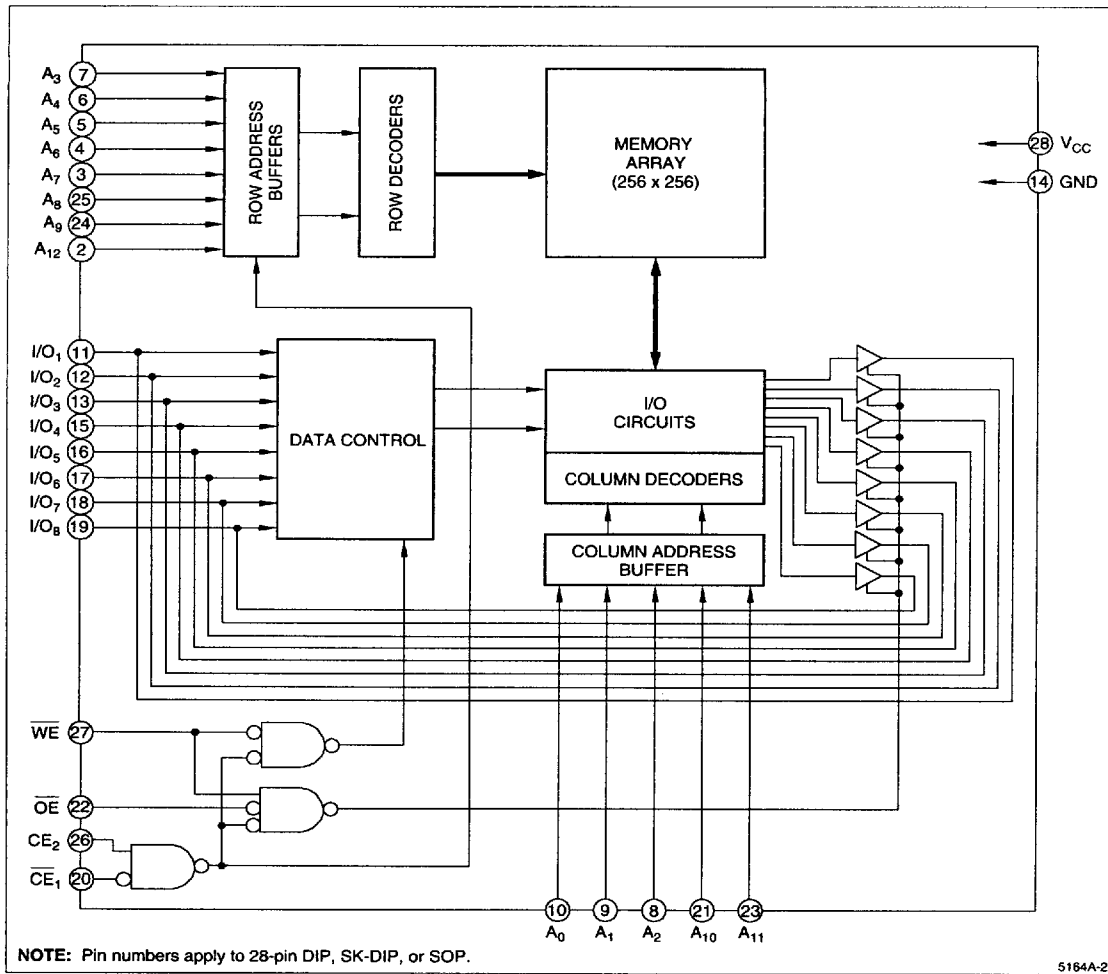 A3 7
A4 6
A5 5
A6 4
A7 3
A8 25
A9 24
A12 2
ROW ADDRESS
BUFFERS
ROW DECODERS
MEMORY
ARRAY
(256 x 256)
28 VCC
14 GND
I/O1 11
I/O2 12
I/O3 13
I/O4 15
I/O5 16
I/O6 17
I/O7 18
I/O8 19
DATA CONTROL
I/O
CIRCUITS
COLUMN DECODERS
COLUMN ADDRESS
BUFFER
W̅E̅ 27
O̅E̅ 22
CE2 26
C̅E̅1 20
10 9 8 21 23
A0 A1 A2 A10 A11
NOTE: Pin numbers apply to 28-pin DIP, SK-DIP, or SOP.
5164A-2